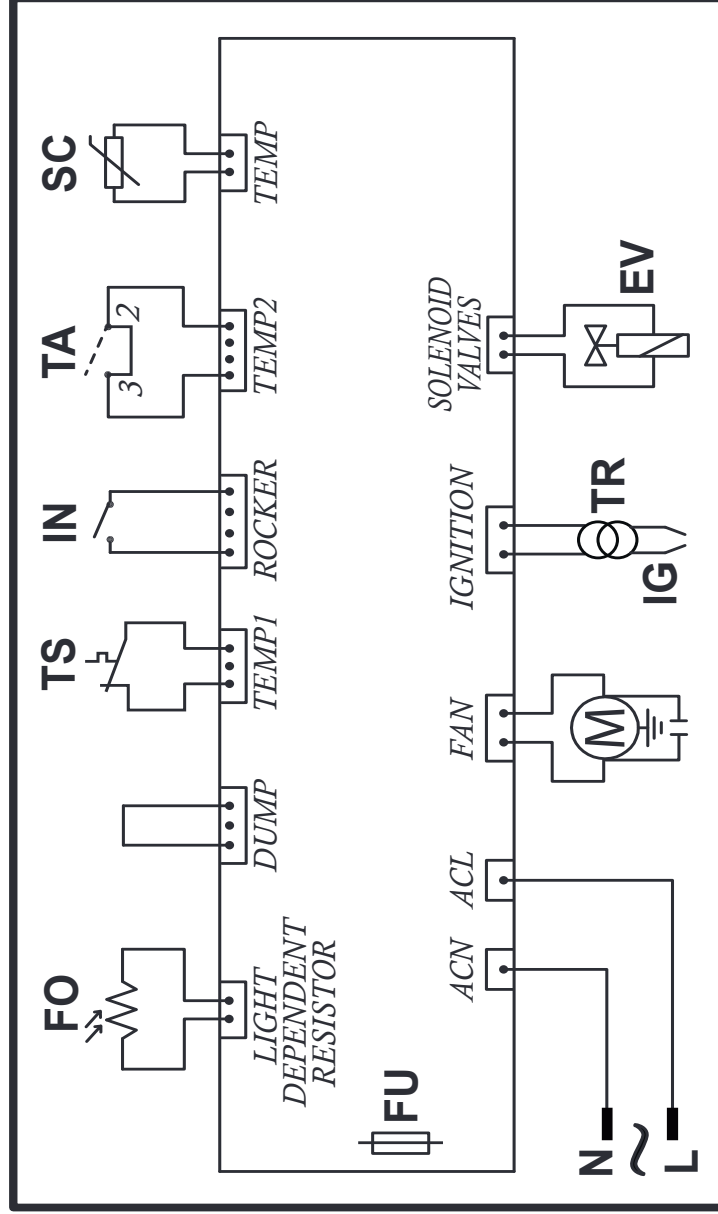 FO
TS
IN
TA
3
2
SC
LIGHT
DEPENDENT
RESISTOR
DUMP
TEMP1
ROCKER
TEMP2
TEMP
FU
ACN
ACL
FAN
IGNITION
SOLENOID
VALVES
N
~
L
M
IG
TR
EV